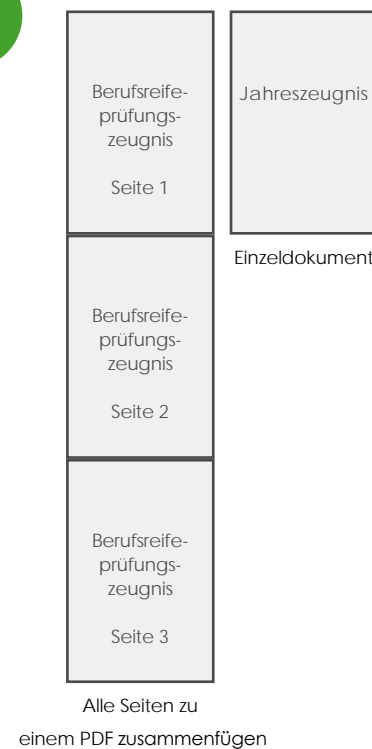 Berufsreife-
prüfungs-
zeugnis
Seite 1
Jahreszeugnis
Einzeldokument
Berufsreife-
prüfungs-
zeugnis
Seite 2
Berufsreife-
prüfungs-
zeugnis
Seite 3
Alle Seiten zu
einem PDF zusammenfügen